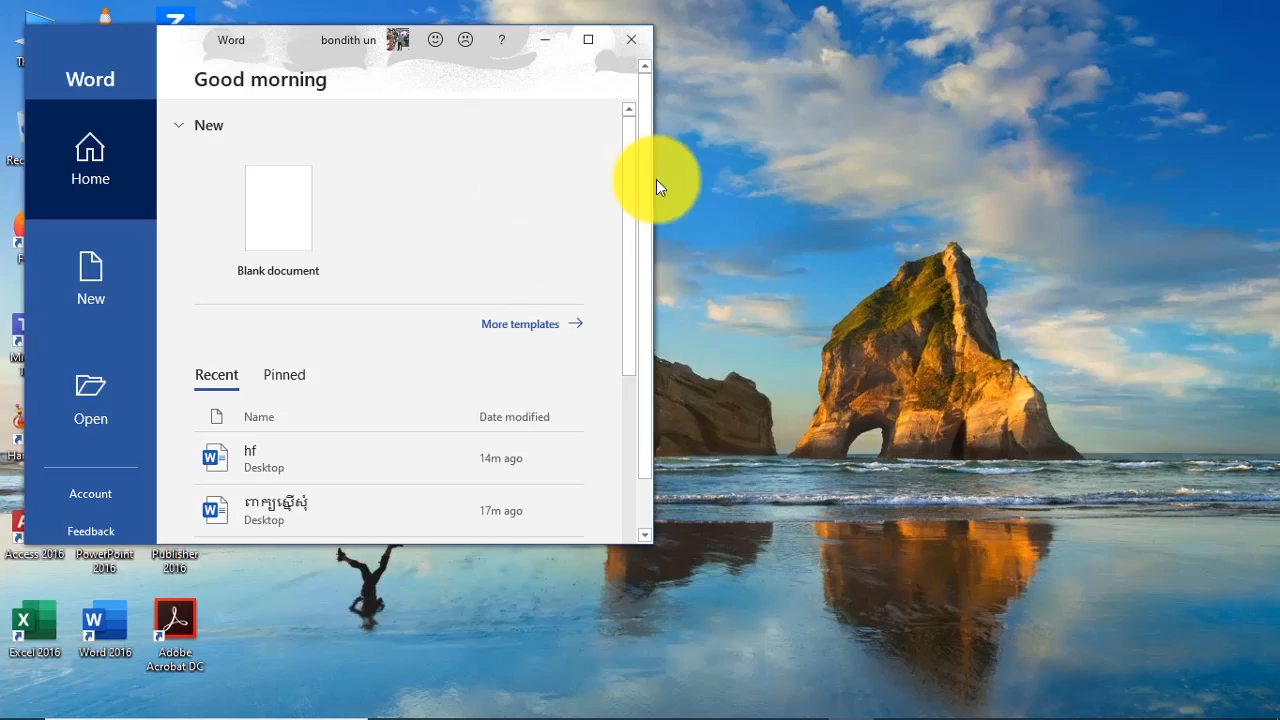 Word
bondith un
?
Word
Good morning
New
Home
Blank document
New
More templates
Recent
Pinned
Open
Name
Date modified
hf
Desktop
14m ago
Account
ពាក្យស្នើសុំ
Desktop
17m ago
Feedback
Access 2016
PowerPoint
2016
Publisher
2016
Excel 2016
Word 2016
Adobe
Acrobat DC